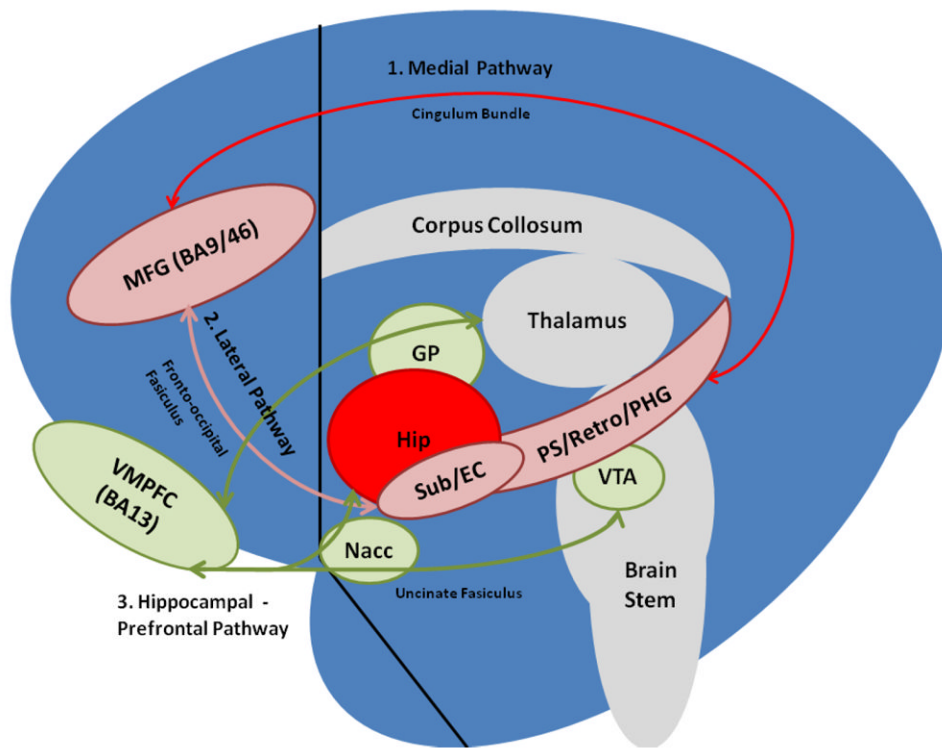 1. Medial Pathway
Cingulum Bundle
MFG (BA9/46)
Corpus Collosum
2. Lateral Pathway
Fronto-occipital
Fasiculus
Thalamus
GP
Hip
Sub/EC
PS/Retro/PHG
VTA
VMPFC
(BA13)
Nacc
Uncinate Fasiculus
Brain
Stem
3. Hippocampal -
Prefrontal Pathway